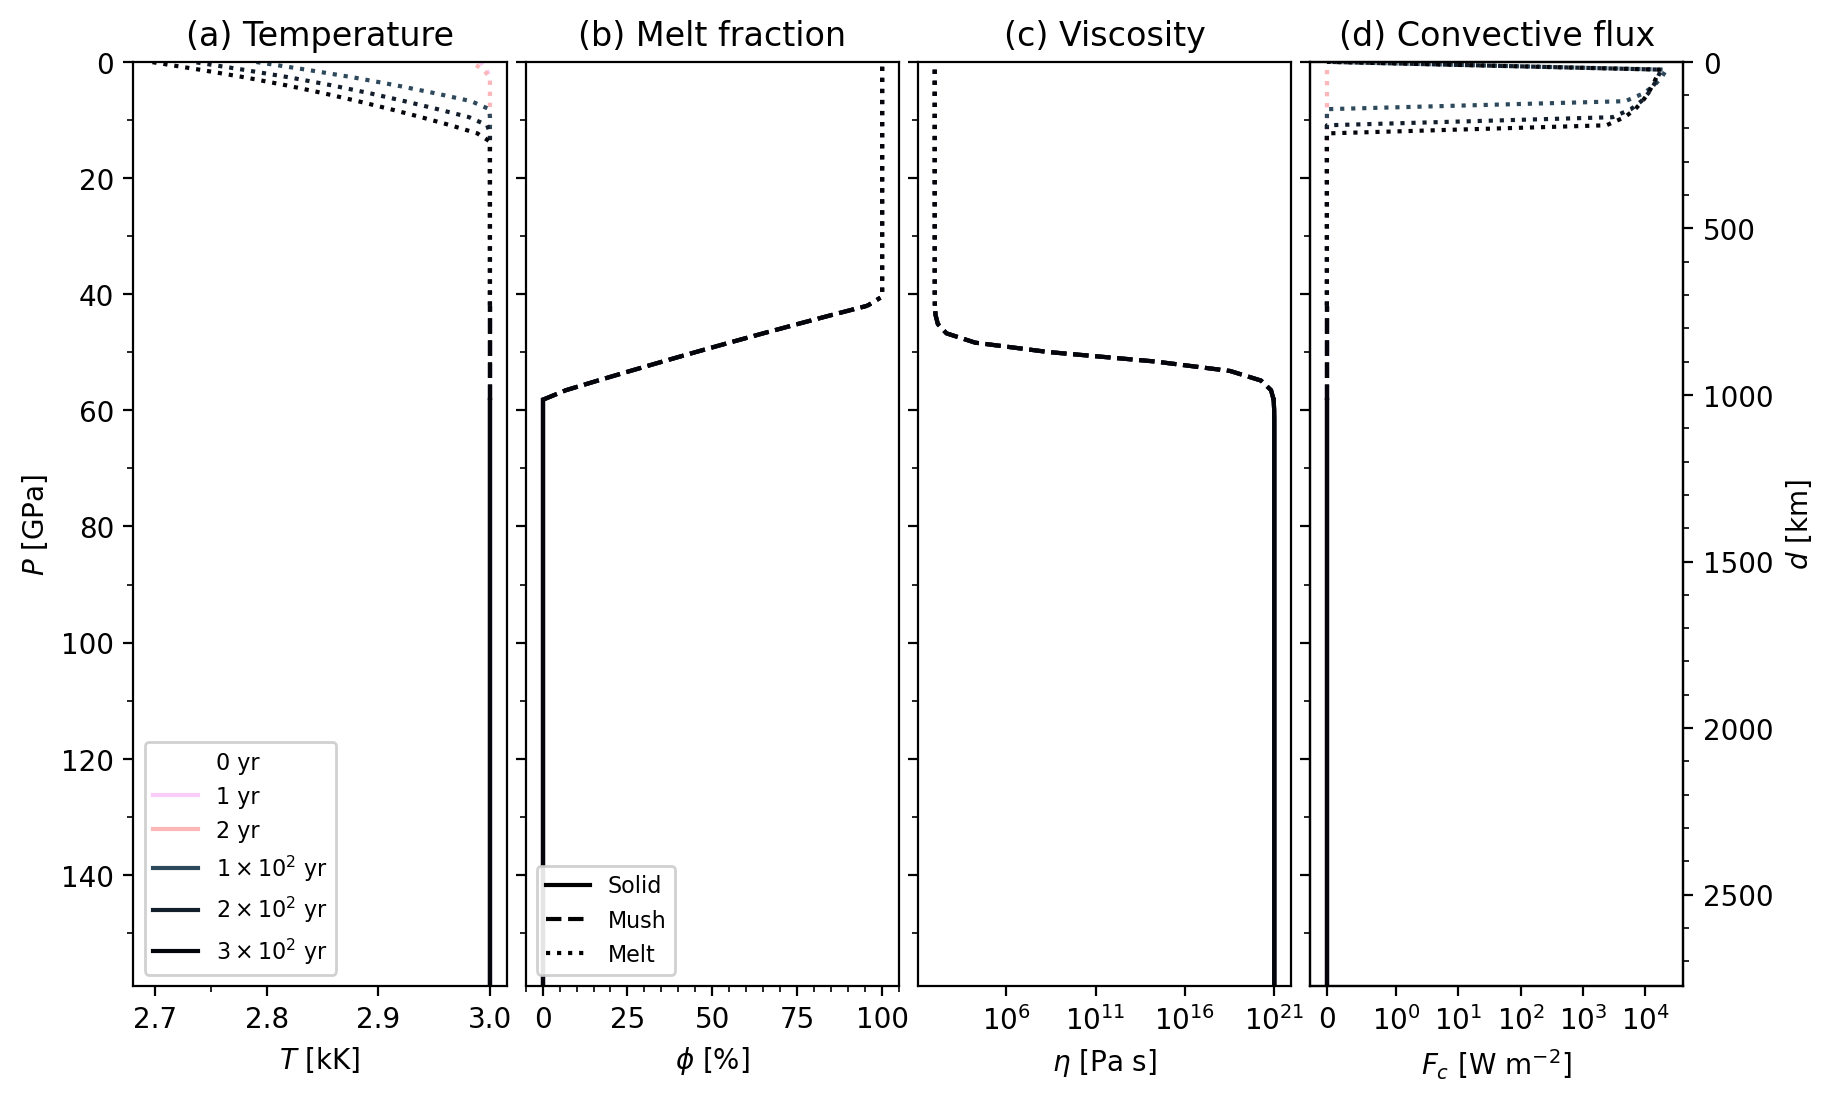 (a) Temperature
(b) Melt fraction
(c) Viscosity
(d) Convective flux
P [GPa]
0
20
40
60
80
100
120
140
0 yr
1 yr
2 yr
1 × 10² yr
2 × 10² yr
3 × 10² yr
2.7 2.8 2.9 3.0
T [kK]
Solid
Mush
Melt
0 25 50 75 100
ϕ [%]
10⁶ 10¹¹ 10¹⁶ 10²¹
η [Pa s]
0 10⁰ 10¹ 10² 10³ 10⁴
F_c [W m⁻²]
0
500
1000
1500
2000
2500
d [km]